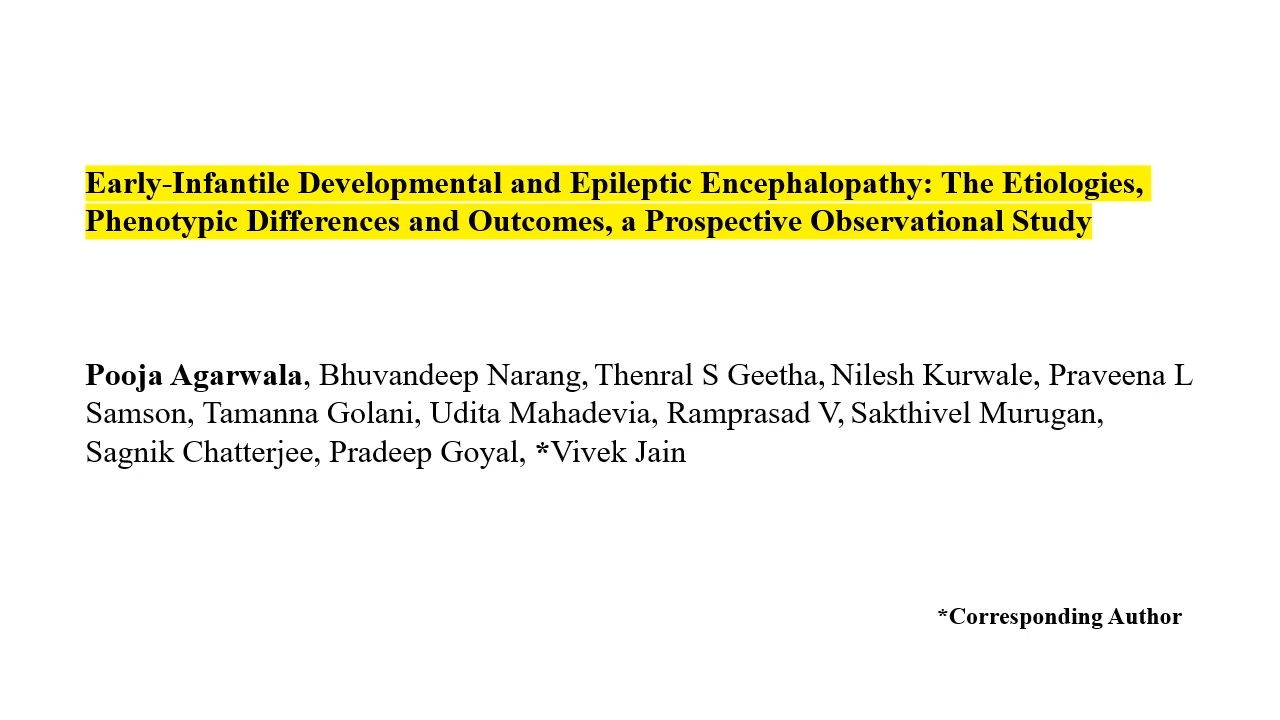 Early-Infantile Developmental and Epileptic Encephalopathy: The Etiologies,
Phenotypic Differences and Outcomes, a Prospective Observational Study
Pooja Agarwala, Bhuvandeep Narang, Thenral S Geetha, Nilesh Kurwale, Praveena L
Samson, Tamanna Golani, Udita Mahadevia, Ramprasad V, Sakthivel Murugan,
Sagnik Chatterjee, Pradeep Goyal, *Vivek Jain
*Corresponding Author